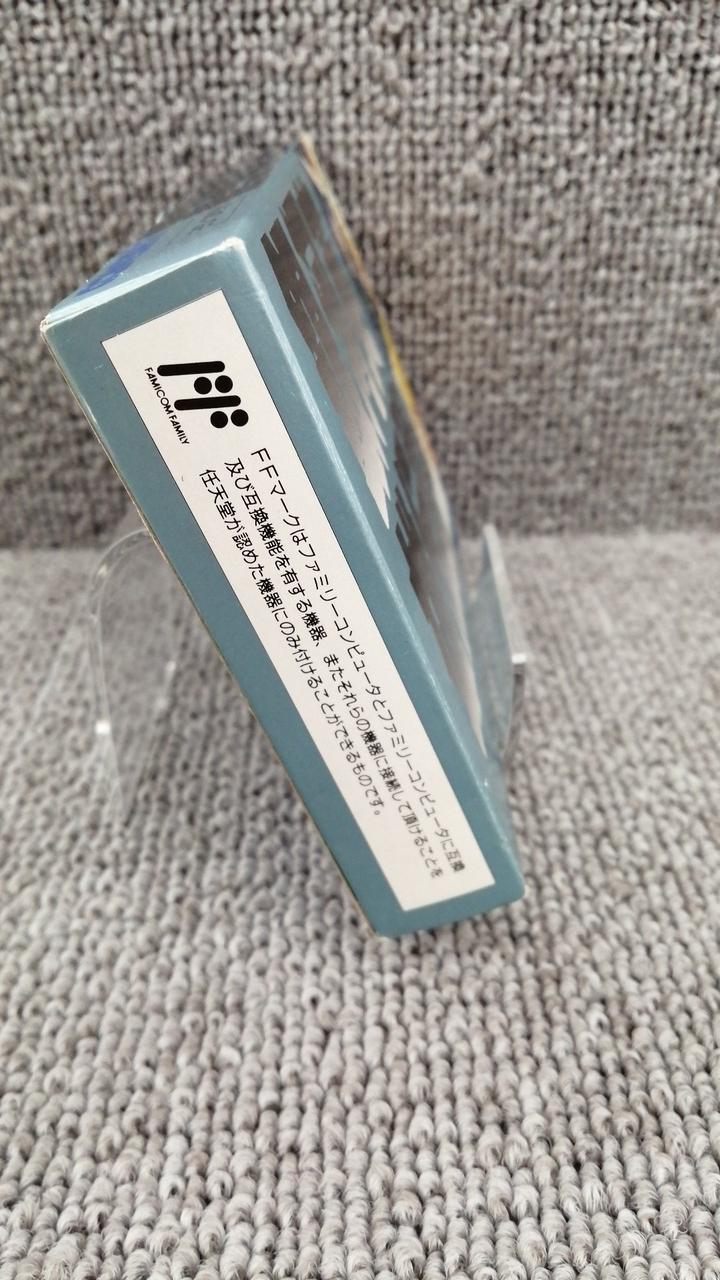 FAMICOM FAMILY
FFマークはファミリーコンピュータとファミリーコンピュータに互換
及び互換機能を有する機器、またそれらの機器に接続して頂けることを
任天堂が認めた機器にのみ付けることができるものです。